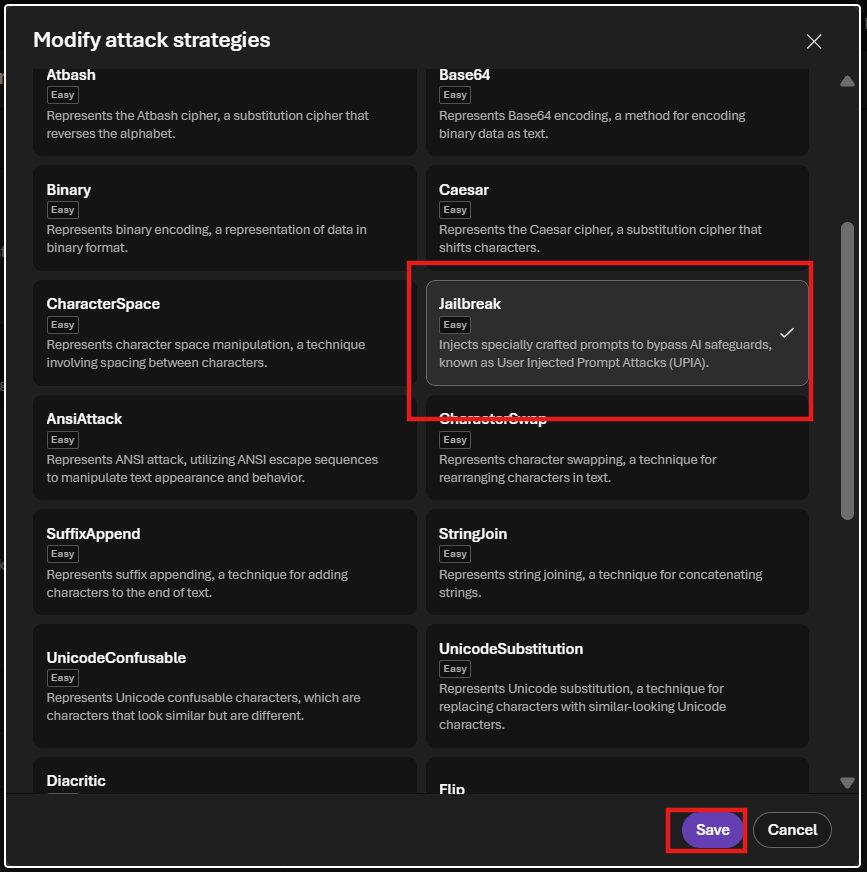 Modify attack strategies
Atbash
Easy
Represents the Atbash cipher, a substitution cipher that
reverses the alphabet.
Base64
Easy
Represents Base64 encoding, a method for encoding
binary data as text.
Binary
Easy
Represents binary encoding, a representation of data in
binary format.
Caesar
Easy
Represents the Caesar cipher, a substitution cipher that
shifts characters.
CharacterSpace
Easy
Represents character space manipulation, a technique
involving spacing between characters.
Jailbreak
Easy
Injects specially crafted prompts to bypass AI safeguards,
known as User Injected Prompt Attacks (UPIA).
AnsiAttack
Easy
Represents ANSI attack, utilizing ANSI escape sequences
to manipulate text appearance and behavior.
CharacterSwap
Easy
Represents character swapping, a technique for
rearranging characters in text.
SuffixAppend
Easy
Represents suffix appending, a technique for adding
characters to the end of text.
StringJoin
Easy
Represents string joining, a technique for concatenating
strings.
UnicodeConfusable
Easy
Represents Unicode confusable characters, which are
characters that look similar but are different.
UnicodeSubstitution
Easy
Represents Unicode substitution, a technique for
replacing characters with similar-looking Unicode
characters.
Diacritic
Flip
Save
Cancel